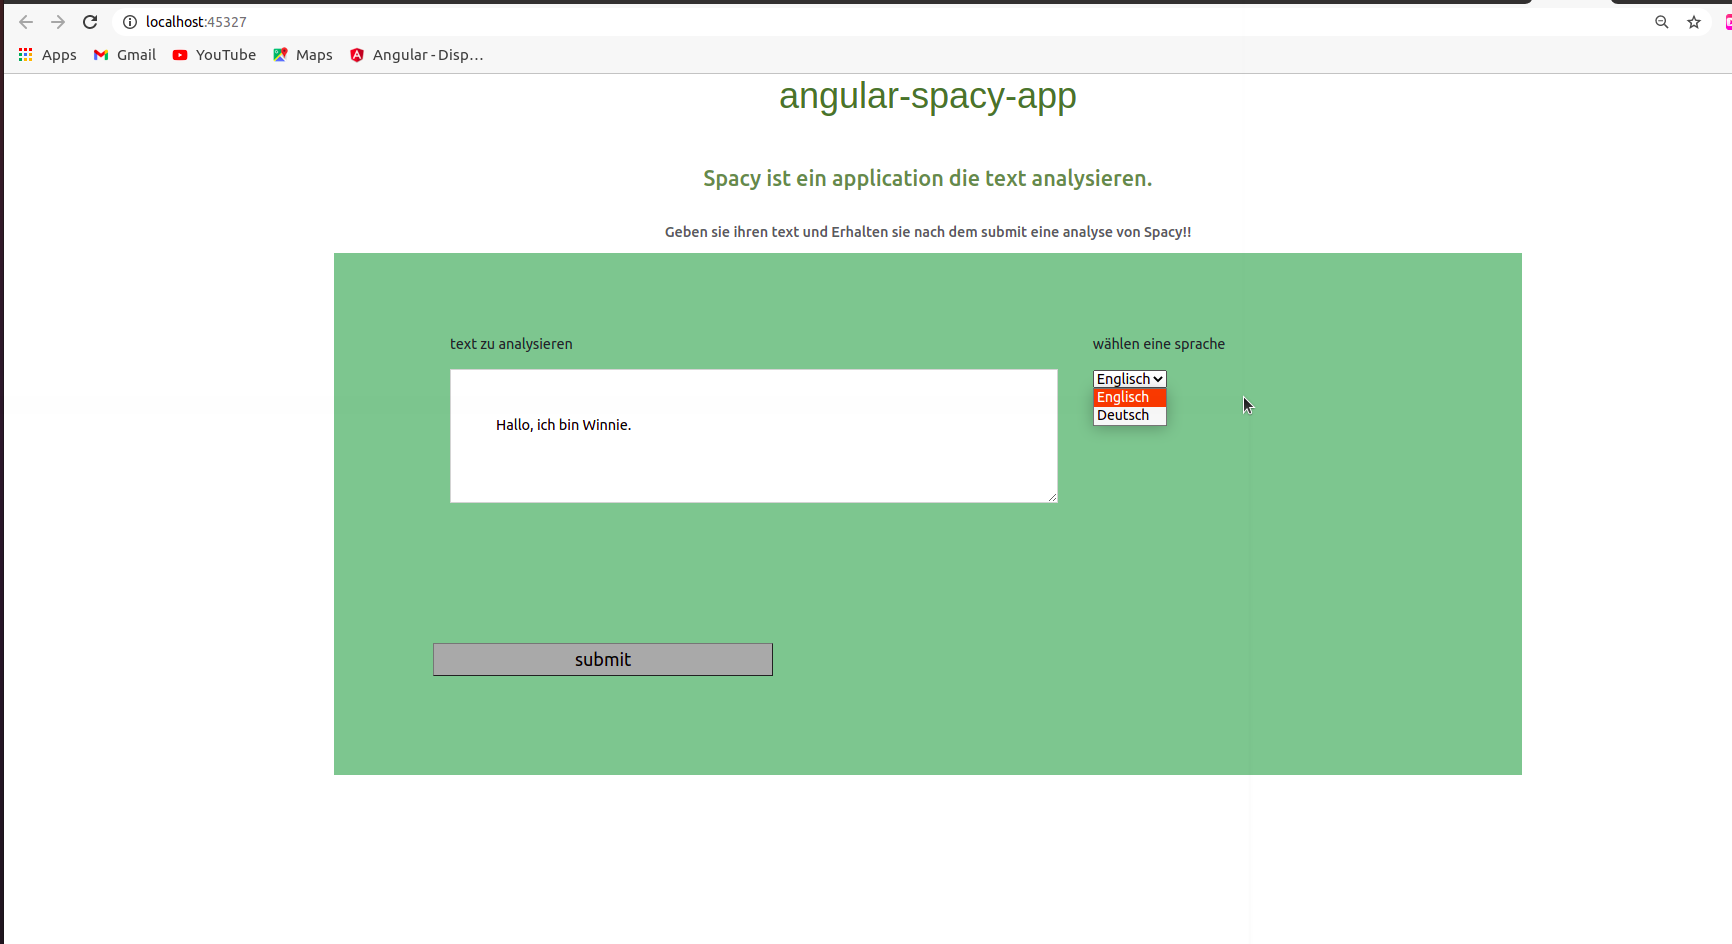 localhost:45327
Apps Gmail YouTube Maps Angular - Disp...
angular-spacy-app
Spacy ist ein application die text analysieren.
Geben sie ihren text und Erhalten sie nach dem submit eine analyse von Spacy!!
text zu analysieren
wählen eine sprache
Englisch
Englisch
Deutsch
Hallo, ich bin Winnie.
submit